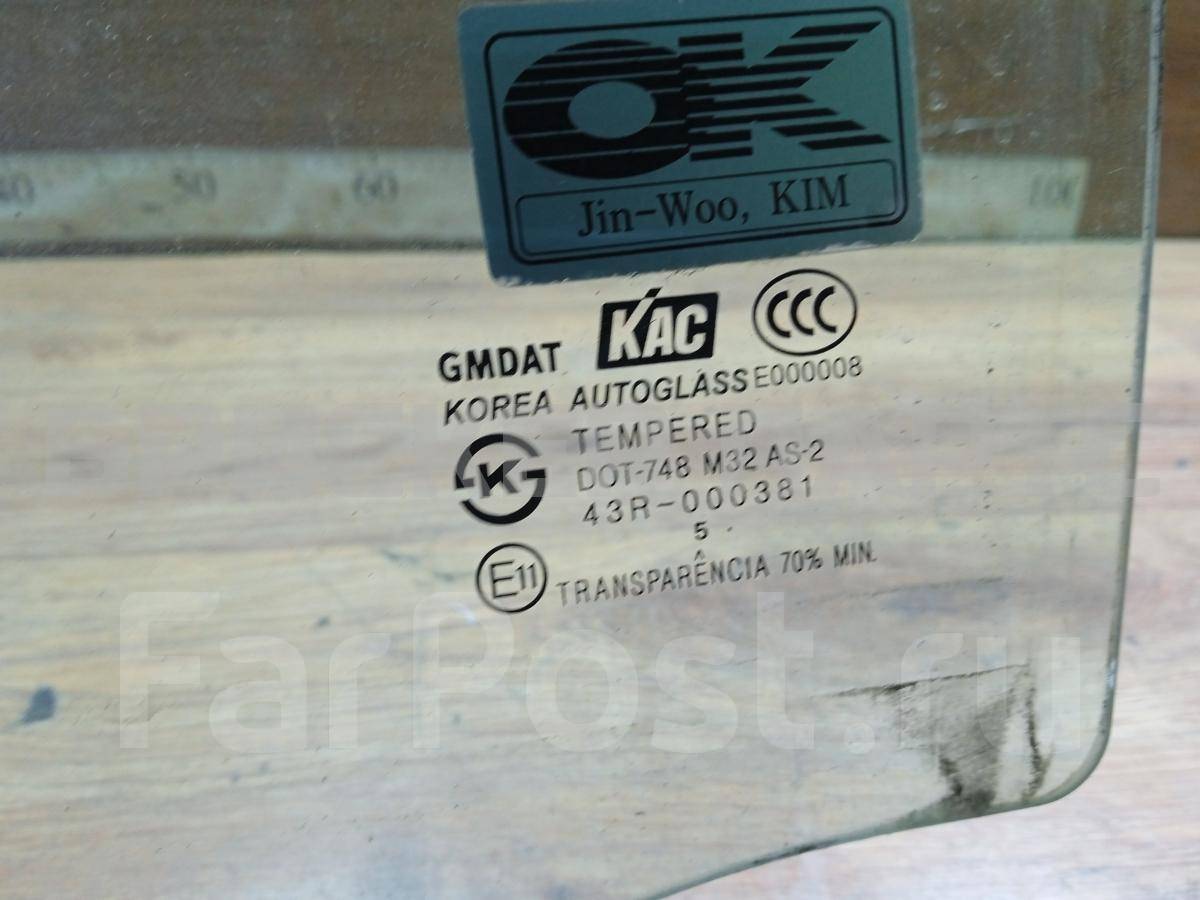 OK
Jin-Woo, KIM
40 50 60 100
GMDAT KAC CCC
KOREA AUTOGLASS E000008
TEMPERED
K
DOT-748 M32 AS-2
43R-000381
5
E11 TRANSPARÊNCIA 70% MIN.
FarPost.ru